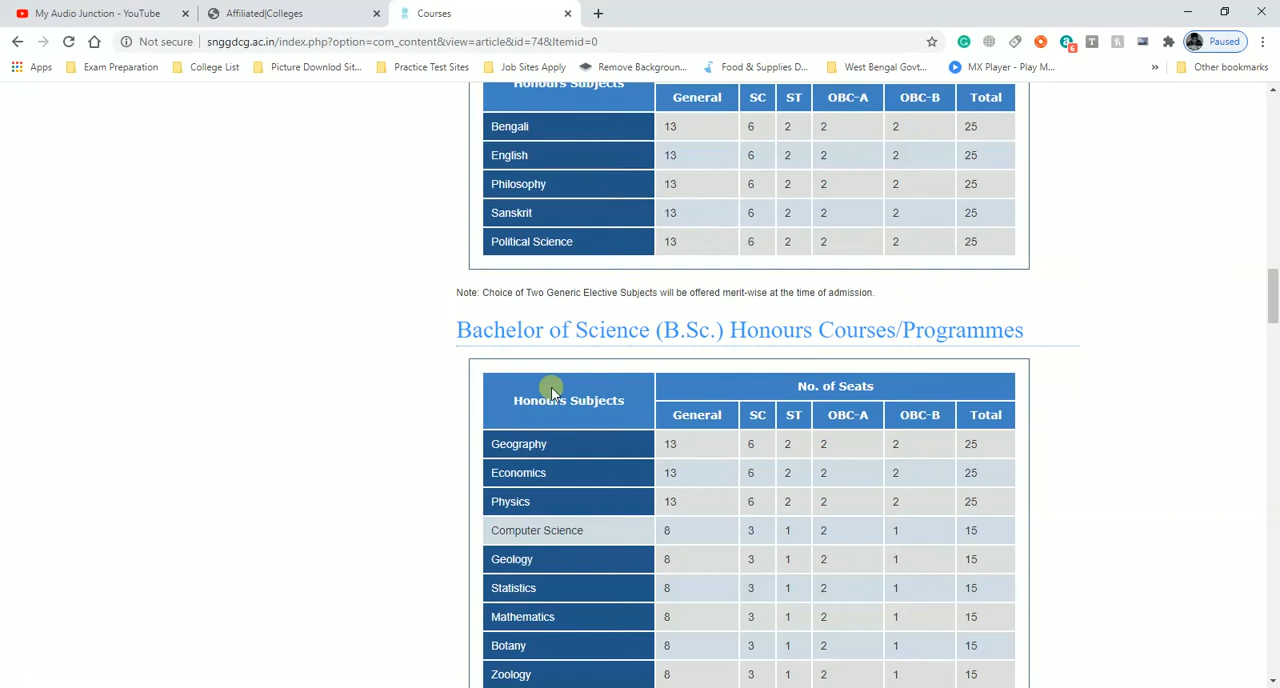 My Audio Junction - YouTube
Affiliated|Colleges
Courses
Not secure
snggdcg.ac.in/index.php?option=com_content&view=article&id=74&Itemid=0
6
T
Paused
Apps
Exam Preparation
College List
Picture Downlod Sit...
Practice Test Sites
Job Sites Apply
Remove Backgroun...
Food & Supplies D...
West Bengal Govt...
MX Player - Play M...
»
Other bookmarks
Honours Subjects
General SC ST OBC-A OBC-B Total
Bengali 13 6 2 2 2 25
English 13 6 2 2 2 25
Philosophy 13 6 2 2 2 25
Sanskrit 13 6 2 2 2 25
Political Science 13 6 2 2 2 25
Note: Choice of Two Generic Elective Subjects will be offered merit-wise at the time of admission.
Bachelor of Science (B.Sc.) Honours Courses/Programmes
Honours Subjects
No. of Seats
General SC ST OBC-A OBC-B Total
Geography 13 6 2 2 2 25
Economics 13 6 2 2 2 25
Physics 13 6 2 2 2 25
Computer Science 8 3 1 2 1 15
Geology 8 3 1 2 1 15
Statistics 8 3 1 2 1 15
Mathematics 8 3 1 2 1 15
Botany 8 3 1 2 1 15
Zoology 8 3 1 2 1 15